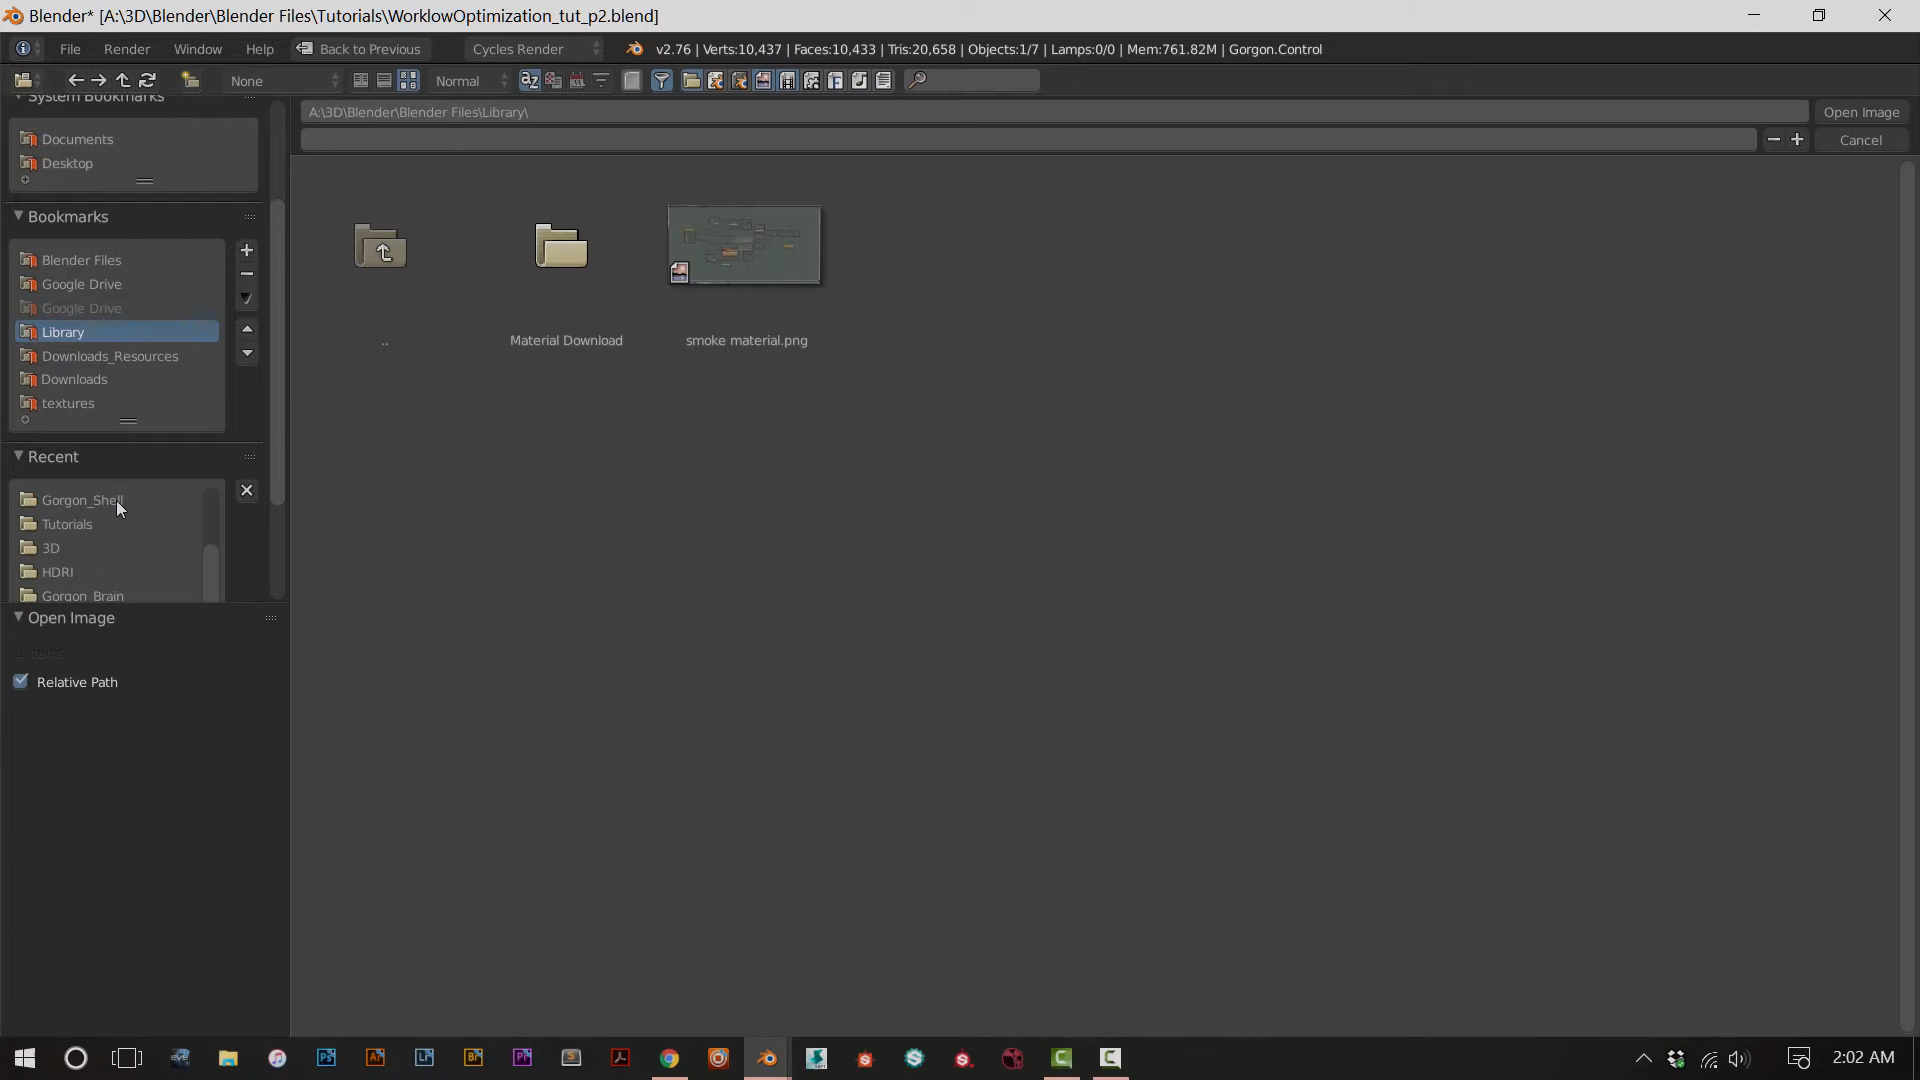 Blender* [A:\3D\Blender\Blender Files\Tutorials\WorklowOptimization_tut_p2.blend]
File Render Window Help Back to Previous Cycles Render v2.76 | Verts:10,437 | Faces:10,433 | Tris:20,658 | Objects:1/7 | Lamps:0/0 | Mem:761.82M | Gorgon.Control
None Normal
System Bookmarks
A:\3D\Blender\Blender Files\Library\ Open Image
Cancel
Documents
Desktop
Bookmarks
Blender Files
Google Drive
Google Drive
Library
Downloads_Resources
Downloads
textures
.. Material Download smoke material.png
Recent
Gorgon_Shell
Tutorials
3D
HDRI
Gorgon_Brain
Open Image
1 items
Relative Path
2:02 AM